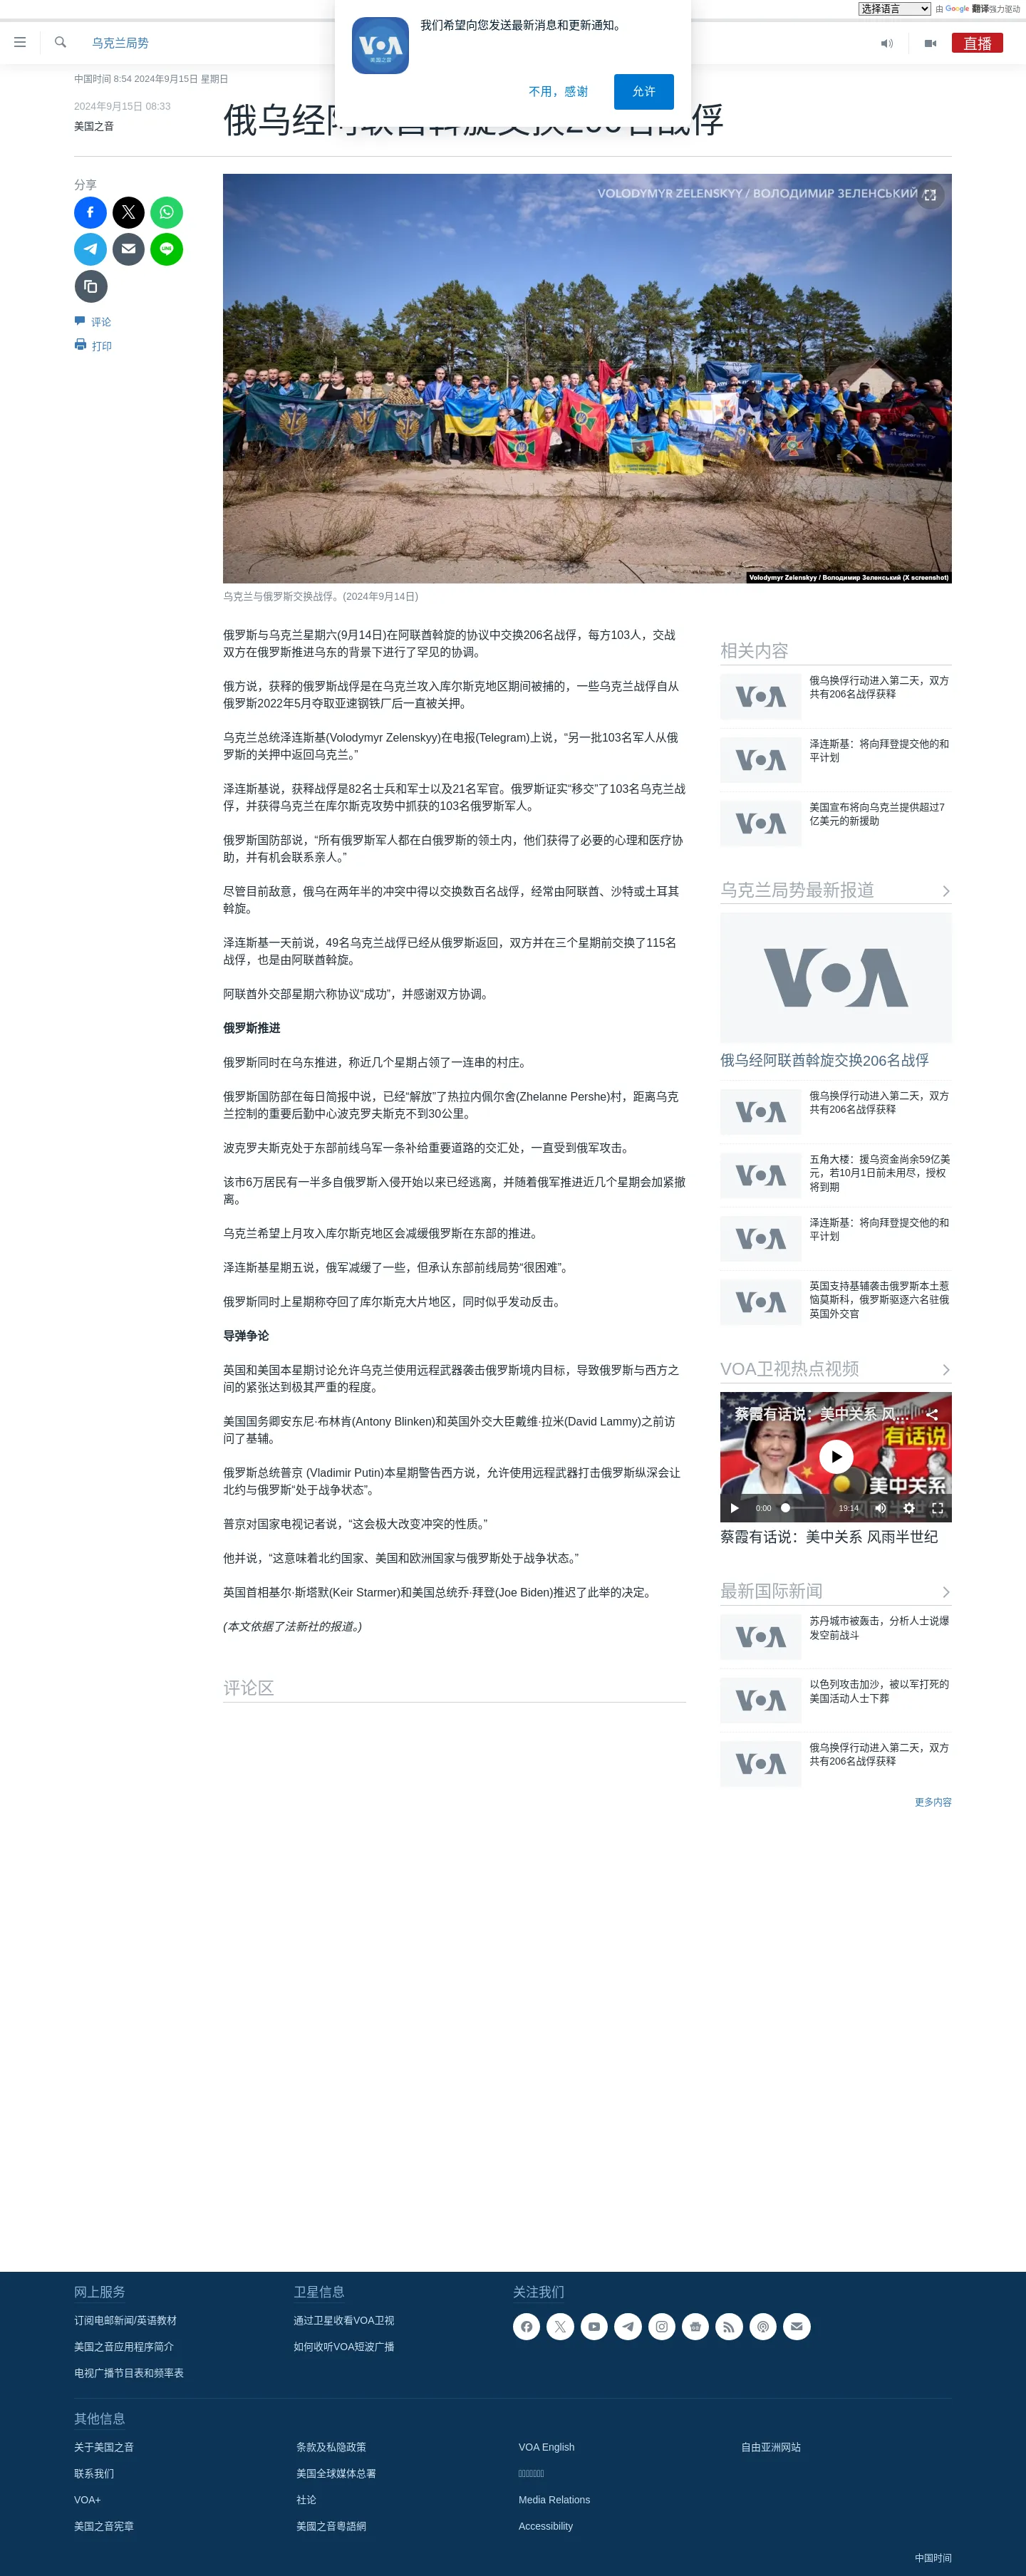 选择语言 由 Google 翻译强力驱动
我们希望向您发送最新消息和更新通知。
VOA
美国之音
不用，感谢
允许
乌克兰局势
直播
中国时间 8:54 2024年9月15日 星期日
2024年9月15日 08:33
美国之音
俄乌经阿联酋斡旋交换206名战俘
分享
评论
打印
VOLODYMYR ZELENSKYY / ВОЛОДИМИР ЗЕЛЕНСЬКИЙ
Volodymyr Zelenskyy / Володимир Зеленський (X screenshot)
乌克兰与俄罗斯交换战俘。(2024年9月14日)
俄罗斯与乌克兰星期六(9月14日)在阿联酋斡旋的协议中交换206名战俘，每方103人，交战
双方在俄罗斯推进乌东的背景下进行了罕见的协调。
俄方说，获释的俄罗斯战俘是在乌克兰攻入库尔斯克地区期间被捕的，一些乌克兰战俘自从
俄罗斯2022年5月夺取亚速钢铁厂后一直被关押。
乌克兰总统泽连斯基(Volodymyr Zelenskyy)在电报(Telegram)上说，“另一批103名军人从俄
罗斯的关押中返回乌克兰。”
泽连斯基说，获释战俘是82名士兵和军士以及21名军官。俄罗斯证实“移交”了103名乌克兰战
俘，并获得乌克兰在库尔斯克攻势中抓获的103名俄罗斯军人。
俄罗斯国防部说，“所有俄罗斯军人都在白俄罗斯的领土内，他们获得了必要的心理和医疗协
助，并有机会联系亲人。”
尽管目前敌意，俄乌在两年半的冲突中得以交换数百名战俘，经常由阿联酋、沙特或土耳其
斡旋。
泽连斯基一天前说，49名乌克兰战俘已经从俄罗斯返回，双方并在三个星期前交换了115名
战俘，也是由阿联酋斡旋。
阿联酋外交部星期六称协议“成功”，并感谢双方协调。
俄罗斯推进
俄罗斯同时在乌东推进，称近几个星期占领了一连串的村庄。
俄罗斯国防部在每日简报中说，已经“解放”了热拉内佩尔舍(Zhelanne Pershe)村，距离乌克
兰控制的重要后勤中心波克罗夫斯克不到30公里。
波克罗夫斯克处于东部前线乌军一条补给重要道路的交汇处，一直受到俄军攻击。
该市6万居民有一半多自俄罗斯入侵开始以来已经逃离，并随着俄军推进近几个星期会加紧撤
离。
乌克兰希望上月攻入库尔斯克地区会减缓俄罗斯在东部的推进。
泽连斯基星期五说，俄军减缓了一些，但承认东部前线局势“很困难”。
俄罗斯同时上星期称夺回了库尔斯克大片地区，同时似乎发动反击。
导弹争论
英国和美国本星期讨论允许乌克兰使用远程武器袭击俄罗斯境内目标，导致俄罗斯与西方之
间的紧张达到极其严重的程度。
美国国务卿安东尼·布林肯(Antony Blinken)和英国外交大臣戴维·拉米(David Lammy)之前访
问了基辅。
俄罗斯总统普京 (Vladimir Putin)本星期警告西方说，允许使用远程武器打击俄罗斯纵深会让
北约与俄罗斯“处于战争状态”。
普京对国家电视记者说，“这会极大改变冲突的性质。”
他并说，“这意味着北约国家、美国和欧洲国家与俄罗斯处于战争状态。”
英国首相基尔·斯塔默(Keir Starmer)和美国总统乔·拜登(Joe Biden)推迟了此举的决定。
(本文依据了法新社的报道。)
评论区
相关内容
VOA
俄乌换俘行动进入第二天，双方
共有206名战俘获释
VOA
泽连斯基：将向拜登提交他的和
平计划
VOA
美国宣布将向乌克兰提供超过7
亿美元的新援助
乌克兰局势最新报道
VOA
俄乌经阿联酋斡旋交换206名战俘
VOA
俄乌换俘行动进入第二天，双方
共有206名战俘获释
VOA
五角大楼：援乌资金尚余59亿美
元，若10月1日前未用尽，授权
将到期
VOA
泽连斯基：将向拜登提交他的和
平计划
VOA
英国支持基辅袭击俄罗斯本土惹
恼莫斯科，俄罗斯驱逐六名驻俄
英国外交官
VOA卫视热点视频
蔡霞有话说：美中关系 风...
有话说
美中关系
风雨半世纪
0:00
19:14
蔡霞有话说：美中关系 风雨半世纪
最新国际新闻
VOA
苏丹城市被轰击，分析人士说爆
发空前战斗
VOA
以色列攻击加沙，被以军打死的
美国活动人士下葬
VOA
俄乌换俘行动进入第二天，双方
共有206名战俘获释
更多内容
网上服务
订阅电邮新闻/英语教材
美国之音应用程序简介
电视广播节目表和频率表
卫星信息
通过卫星收看VOA卫视
如何收听VOA短波广播
关注我们
其他信息
关于美国之音
联系我们
VOA+
美国之音宪章
条款及私隐政策
美国全球媒体总署
社论
美國之音粵語網
VOA English
Media Relations
Accessibility
自由亚洲网站
中国时间